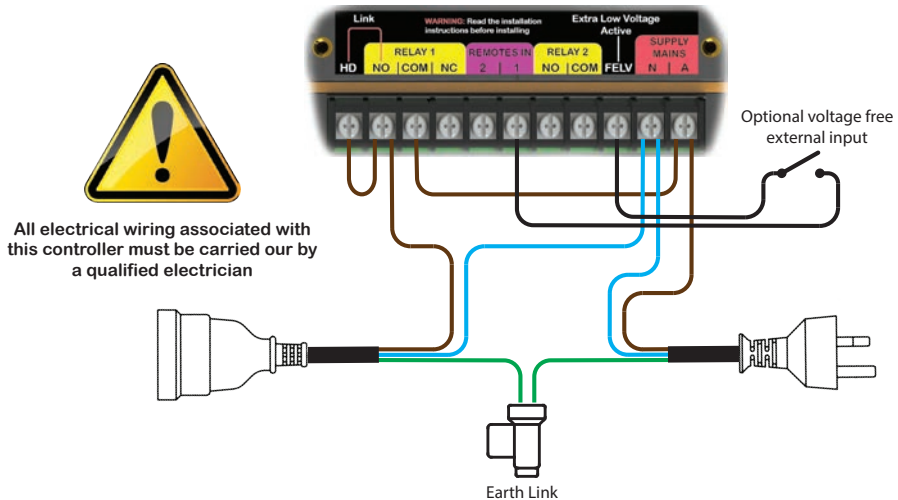 Link
WARNING: Read the installation
instructions before installing
Extra Low Voltage
Active
HD
RELAY 1
NO | COM | NC
REMOTES IN
2 | 1
RELAY 2
NO | COM
FELV
SUPPLY
MAINS
N | A
Optional voltage free
external input
All electrical wiring associated with
this controller must be carried our by
a qualified electrician
Earth Link